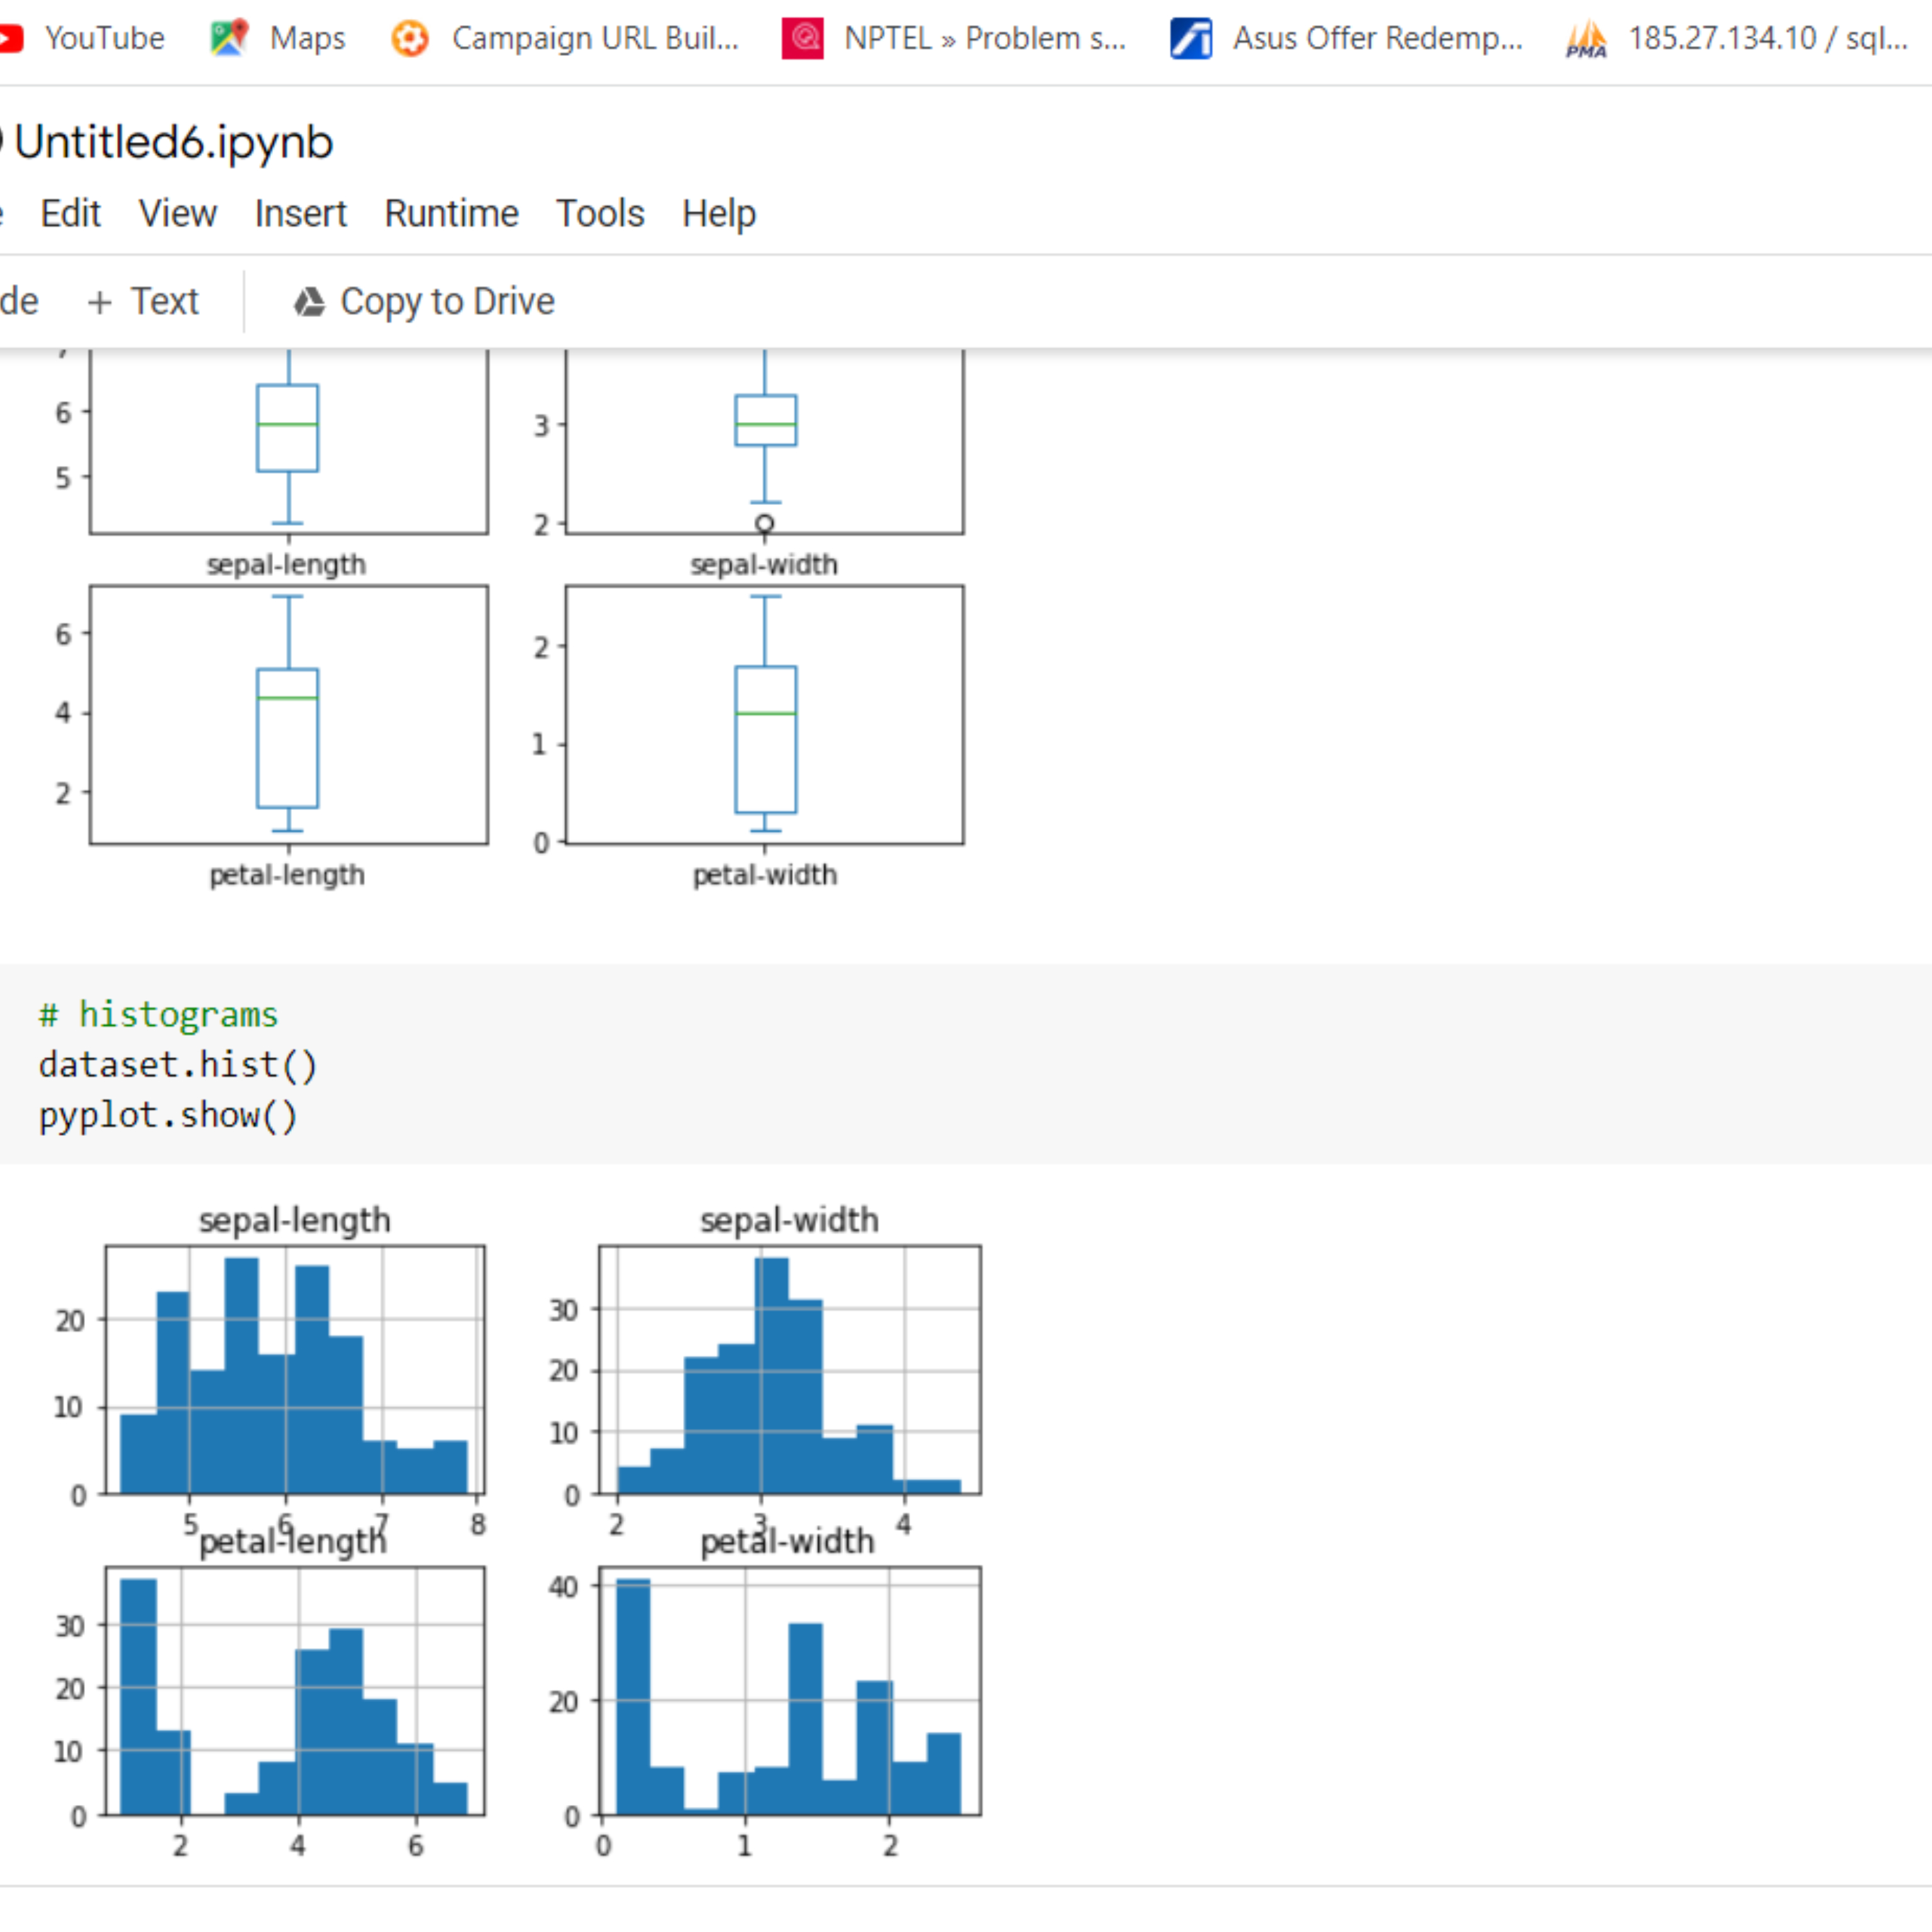 YouTube Maps Campaign URL Buil... NPTEL » Problem s... Asus Offer Redemp... PMA 185.27.134.10 / sql...
Untitled6.ipynb
Edit View Insert Runtime Tools Help
+ Text Copy to Drive
6
5
sepal-length
3
2
sepal-width
6
4
2
petal-length
2
1
0
petal-width
# histograms
dataset.hist()
pyplot.show()
sepal-length
20
10
0
5 6 7 8
sepal-width
30
20
10
0
2 3 4
petal-length
30
20
10
0
2 4 6
petal-width
40
20
0
0 1 2